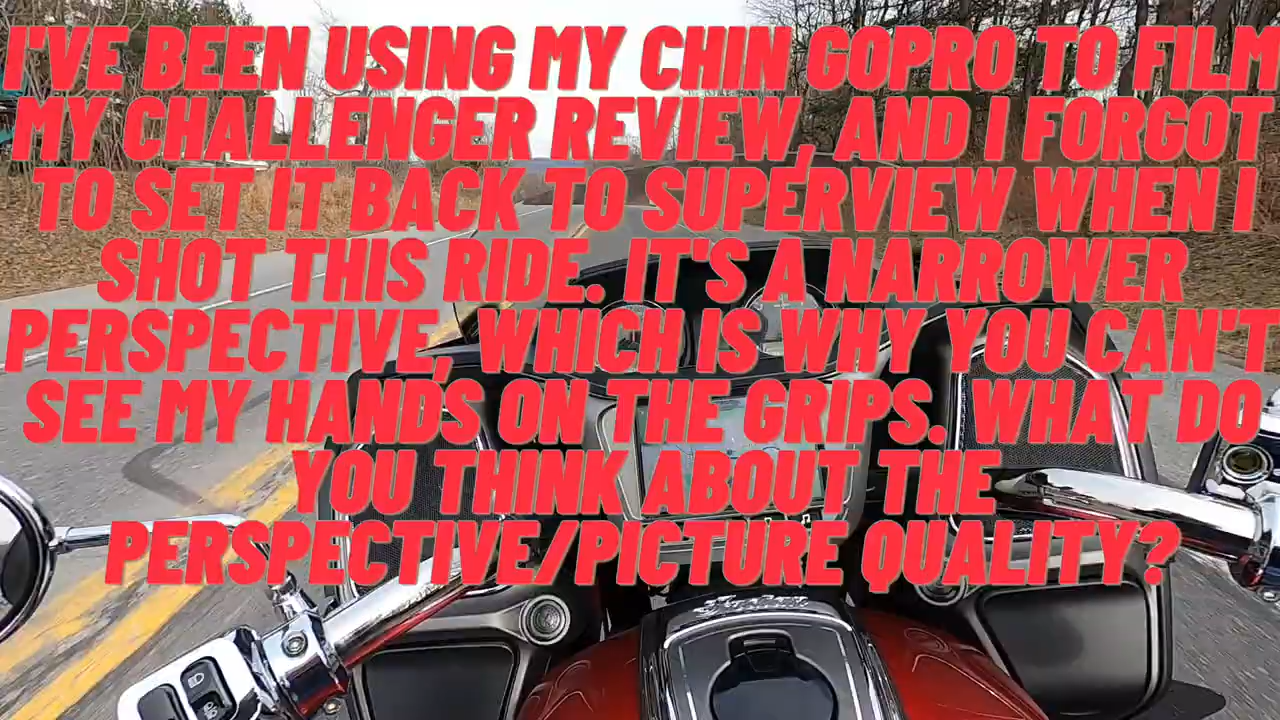 I'VE BEEN USING MY CHIN GOPRO TO FILM
MY CHALLENGER REVIEW, AND I FORGOT
TO SET IT BACK TO SUPERVIEW WHEN I
SHOT THIS RIDE. IT'S A NARROWER
PERSPECTIVE, WHICH IS WHY YOU CAN'T
SEE MY HANDS ON THE GRIPS. WHAT DO
YOU THINK ABOUT THE
PERSPECTIVE/PICTURE QUALITY?